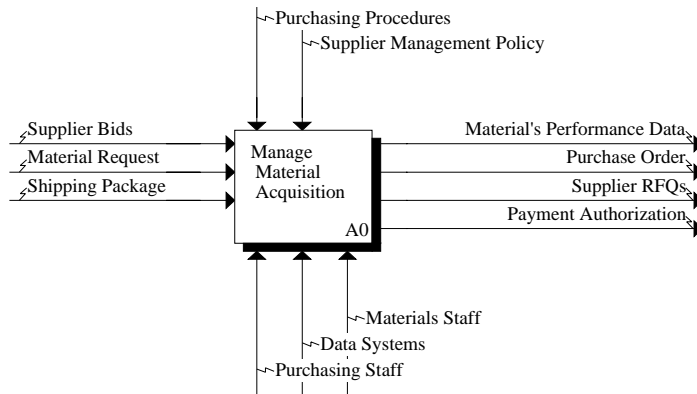 Purchasing Procedures
Supplier Management Policy
Supplier Bids
Material Request
Shipping Package
Manage
Material
Acquisition
A0
Material's Performance Data
Purchase Order
Supplier RFQs
Payment Authorization
Materials Staff
Data Systems
Purchasing Staff